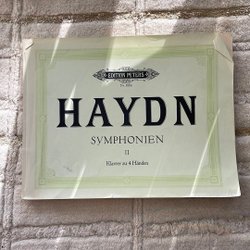 EDITION PETERS
HAYDN
SYMPHONIEN
II
Klavier zu 4 Händen